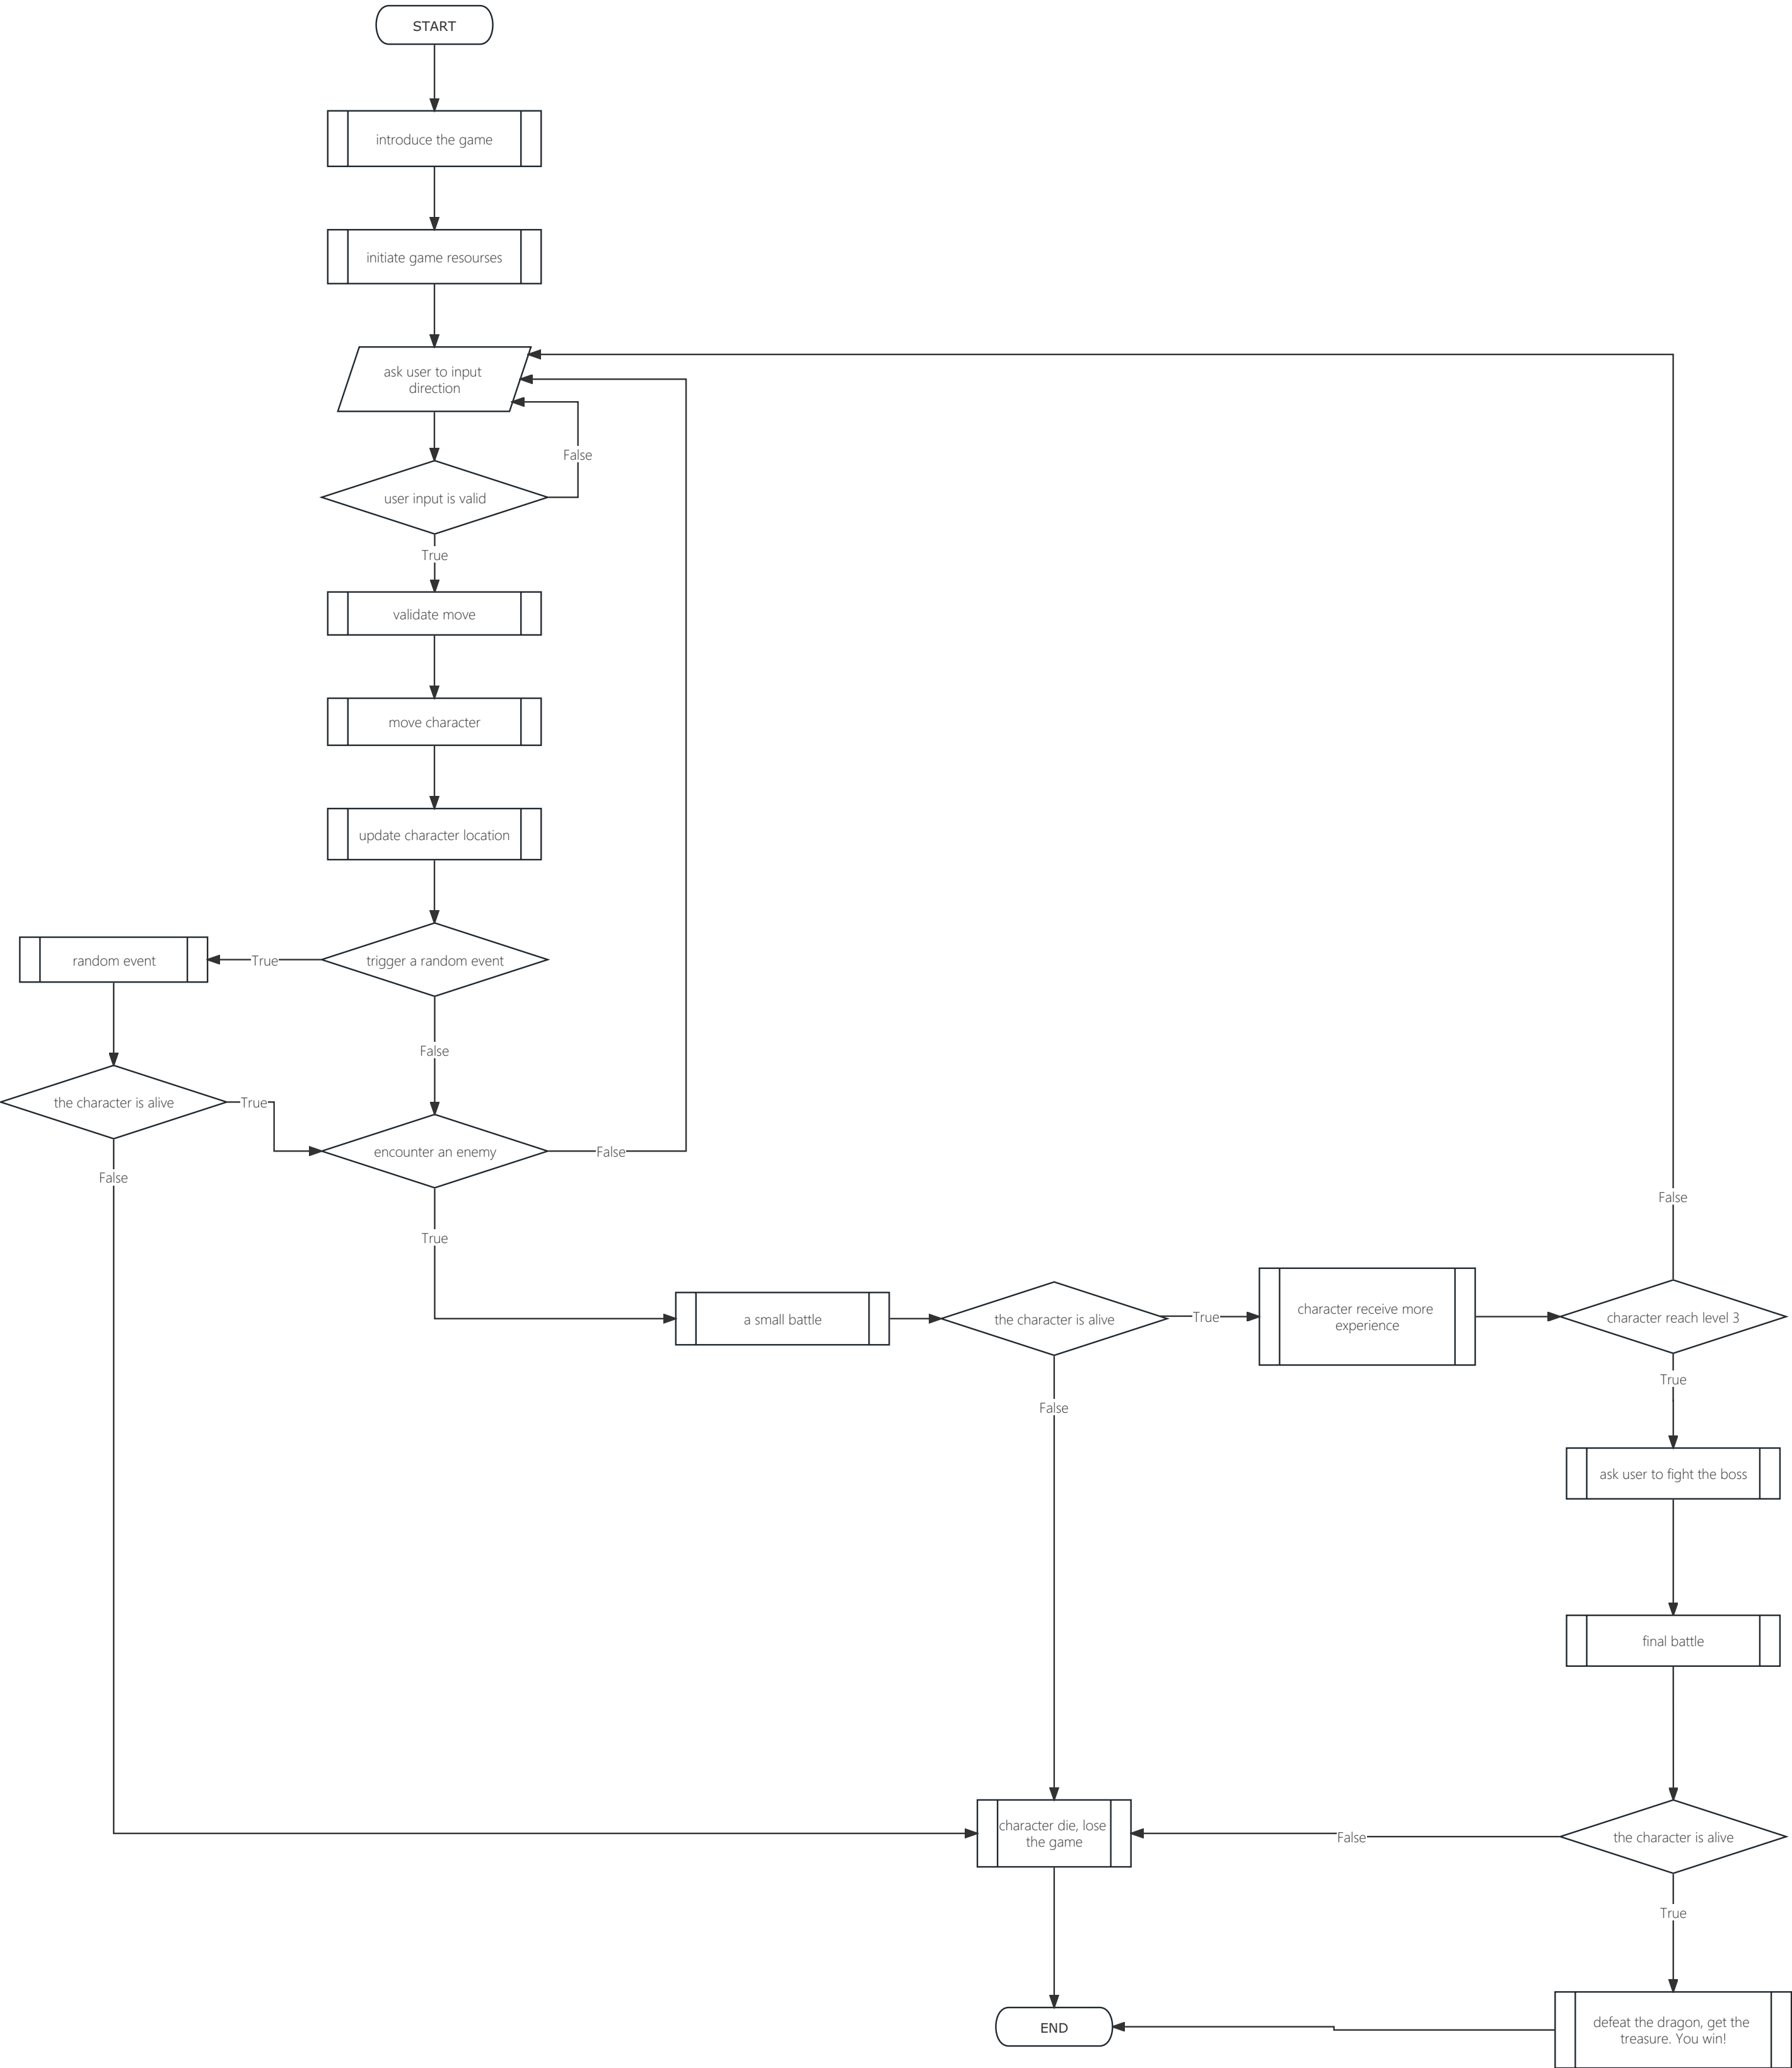 START
introduce the game
initiate game resourses
ask user to input
direction
False
user input is valid
True
validate move
move character
update character location
random event
True
trigger a random event
False
the character is alive
True
encounter an enemy
False
False
True
False
a small battle
the character is alive
True
character receive more
experience
character reach level 3
True
False
ask user to fight the boss
final battle
character die, lose
the game
False
the character is alive
True
END
defeat the dragon, get the
treasure. You win!